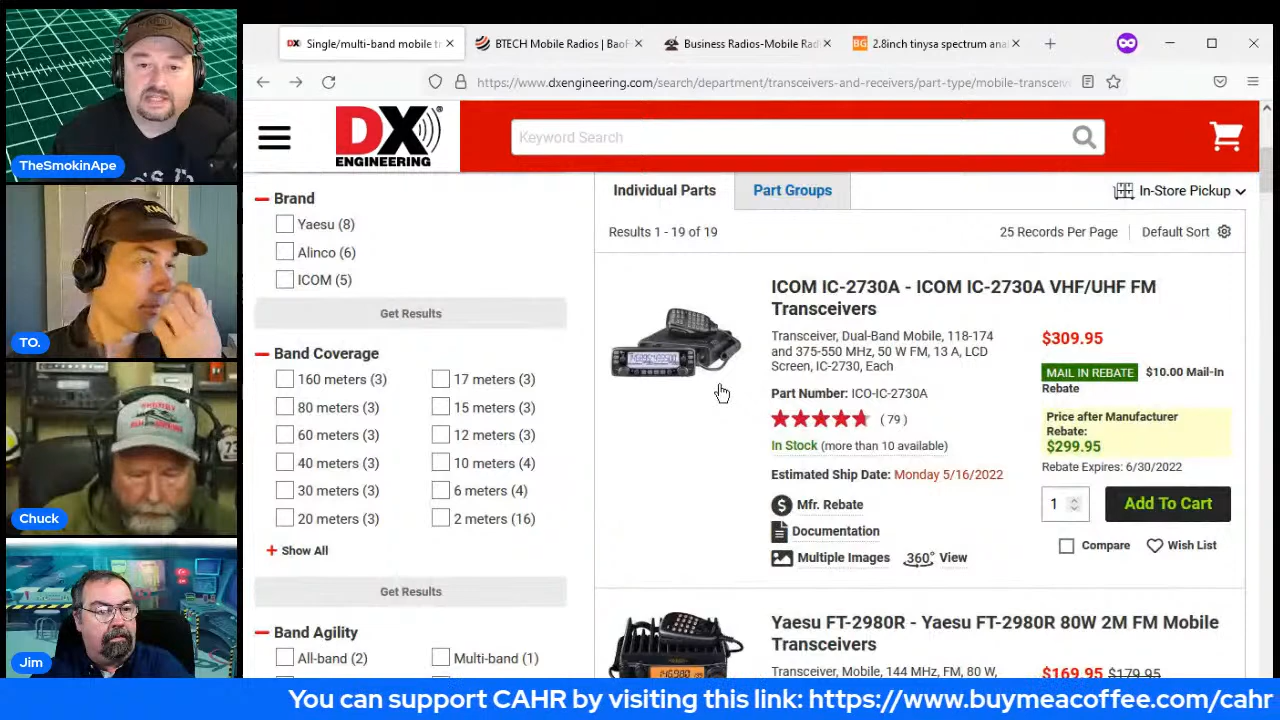 TheSmokinApe
TO.
Chuck
Jim
Single/multi-band mobile tr
BTECH Mobile Radios | BaoF
Business Radios-Mobile Rad
BG
2.8inch tinysa spectrum ana
https://www.dxengineering.com/search/department/transceivers-and-receivers/part-type/mobile-transceiv
DX
ENGINEERING
Keyword Search
Brand
Yaesu (8)
Alinco (6)
ICOM (5)
Get Results
Band Coverage
160 meters (3)
17 meters (3)
80 meters (3)
15 meters (3)
60 meters (3)
12 meters (3)
40 meters (3)
10 meters (4)
30 meters (3)
6 meters (4)
20 meters (3)
2 meters (16)
+ Show All
Get Results
Band Agility
All-band (2)
Multi-band (1)
Individual Parts
Part Groups
In-Store Pickup
Results 1 - 19 of 19
25 Records Per Page
Default Sort
ICOM IC-2730A - ICOM IC-2730A VHF/UHF FM
Transceivers
Transceiver, Dual-Band Mobile, 118-174
and 375-550 MHz, 50 W FM, 13 A, LCD
Screen, IC-2730, Each
Part Number: ICO-IC-2730A
( 79 )
In Stock (more than 10 available)
Estimated Ship Date: Monday 5/16/2022
Mfr. Rebate
Documentation
Multiple Images
360° View
$309.95
MAIL IN REBATE $10.00 Mail-In
Rebate
Price after Manufacturer
Rebate:
$299.95
Rebate Expires: 6/30/2022
1
Add To Cart
Compare
Wish List
Yaesu FT-2980R - Yaesu FT-2980R 80W 2M FM Mobile
Transceivers
Transceiver, Mobile, 144 MHz, FM, 80 W,
$169.95 $179.95
You can support CAHR by visiting this link: https://www.buymeacoffee.com/cahr